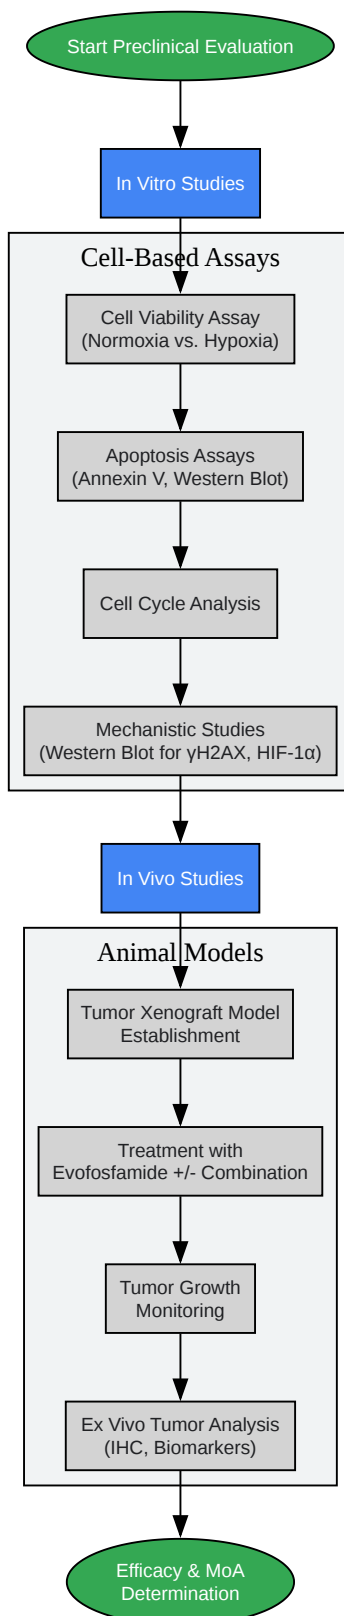 Start Preclinical Evaluation
In Vitro Studies
Cell-Based Assays
Cell Viability Assay
(Normoxia vs. Hypoxia)
Apoptosis Assays
(Annexin V, Western Blot)
Cell Cycle Analysis
Mechanistic Studies
(Western Blot for γH2AX, HIF-1α)
In Vivo Studies
Animal Models
Tumor Xenograft Model
Establishment
Treatment with
Evofosfamide +/- Combination
Tumor Growth
Monitoring
Ex Vivo Tumor Analysis
(IHC, Biomarkers)
Efficacy & MoA
Determination